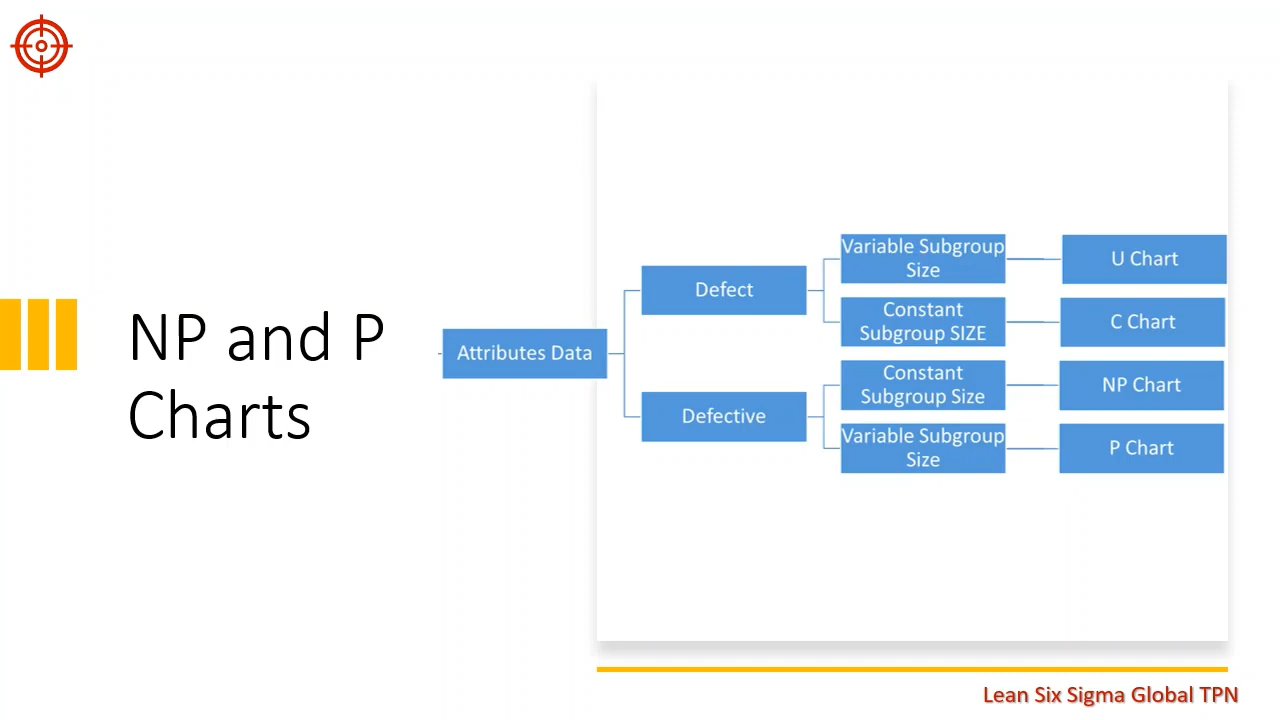 NP and P
Charts
Attributes Data
Defect
Variable Subgroup
Size
U Chart
Constant
Subgroup SIZE
C Chart
Defective
Constant
Subgroup Size
NP Chart
Variable Subgroup
Size
P Chart
Lean Six Sigma Global TPN